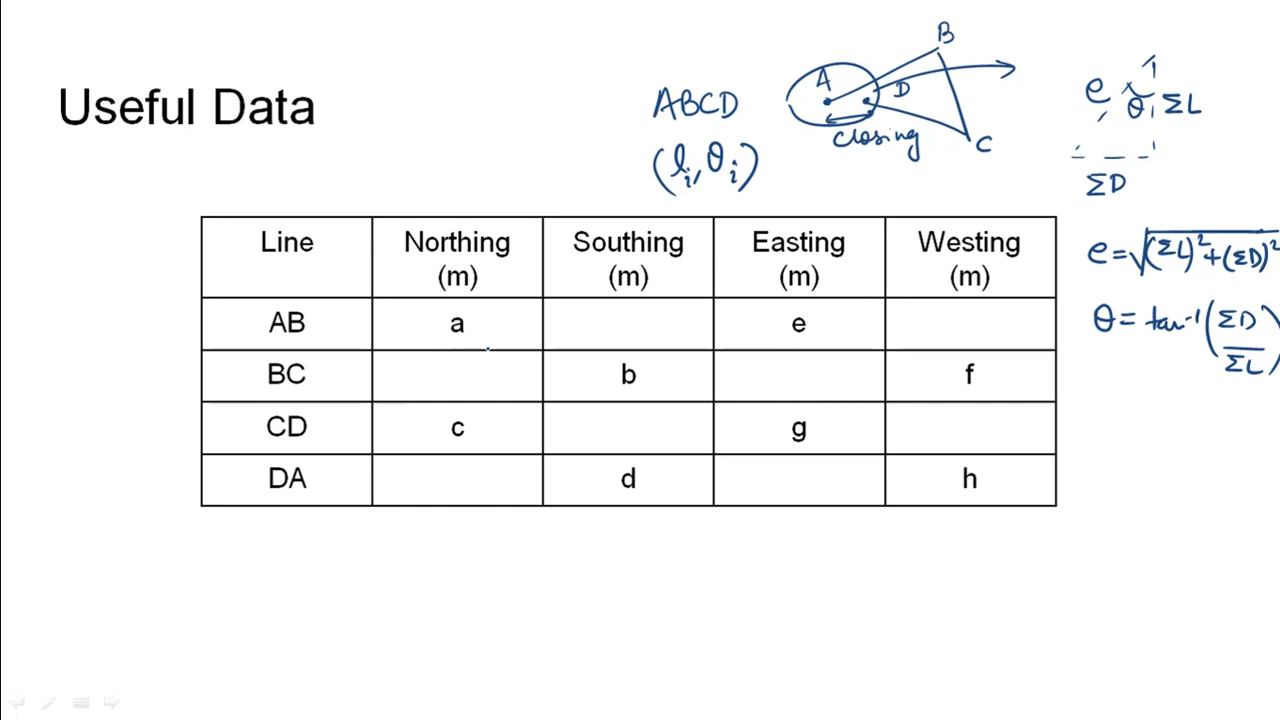 Useful Data
ABCD
(li, θi)
A
B
D
C
closing
e
θ
ΣL
ΣD
e = √(ΣL)² + (ΣD)²
θ = tan-1 (ΣD/ΣL)
Line Northing (m) Southing (m) Easting (m) Westing (m)
AB a e
BC b f
CD c g
DA d h